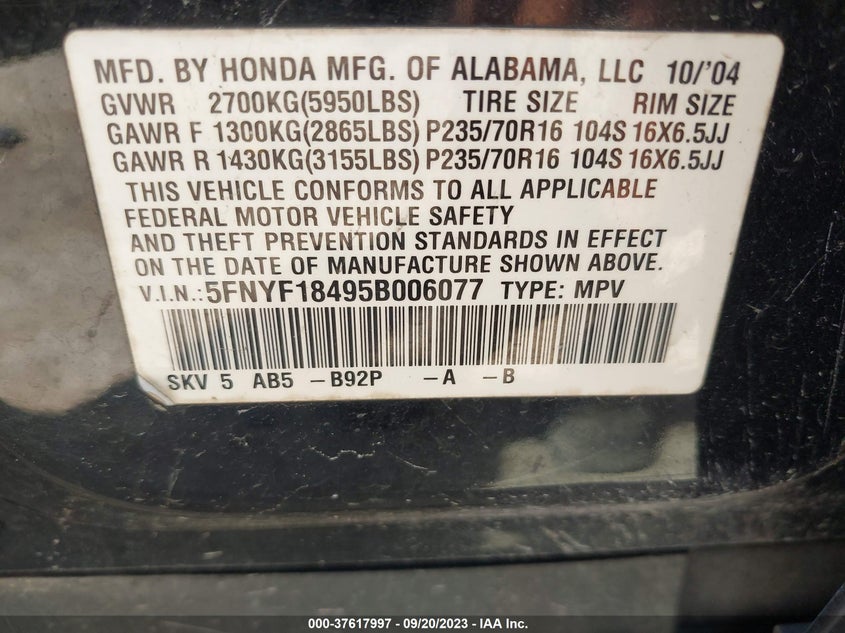 MFD. BY HONDA MFG. OF ALABAMA, LLC 10/'04
GVWR 2700KG(5950LBS) TIRE SIZE RIM SIZE
GAWR F 1300KG(2865LBS) P235/70R16 104S 16X6.5JJ
GAWR R 1430KG(3155LBS) P235/70R16 104S 16X6.5JJ
THIS VEHICLE CONFORMS TO ALL APPLICABLE
FEDERAL MOTOR VEHICLE SAFETY
AND THEFT PREVENTION STANDARDS IN EFFECT
ON THE DATE OF MANUFACTURE SHOWN ABOVE.
V.I.N.: 5FNYF18495B006077 TYPE: MPV
SKV 5 AB5 -B92P -A -B
000-37617997 - 09/20/2023 - IAA Inc.